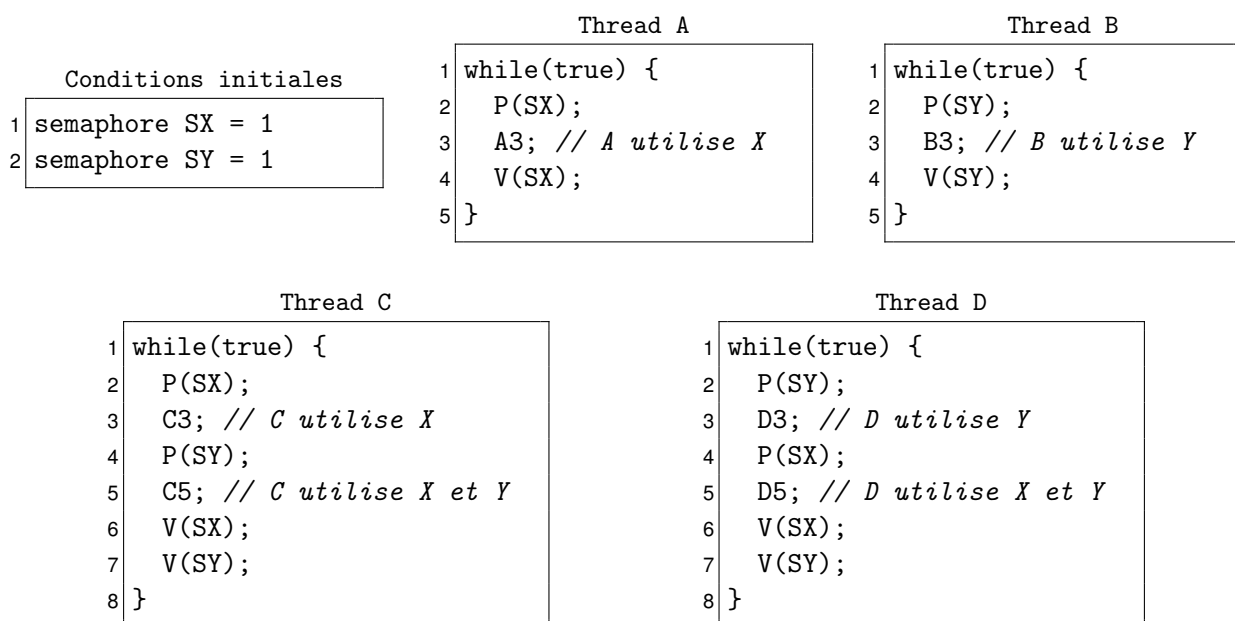 Conditions initiales
1 semaphore SX = 1
2 semaphore SY = 1
Thread A
1 while(true) {
2   P(SX);
3   A3; // A utilise X
4   V(SX);
5 }
Thread B
1 while(true) {
2   P(SY);
3   B3; // B utilise Y
4   V(SY);
5 }
Thread C
1 while(true) {
2   P(SX);
3   C3; // C utilise X
4   P(SY);
5   C5; // C utilise X et Y
6   V(SX);
7   V(SY);
8 }
Thread D
1 while(true) {
2   P(SY);
3   D3; // D utilise Y
4   P(SX);
5   D5; // D utilise X et Y
6   V(SX);
7   V(SY);
8 }